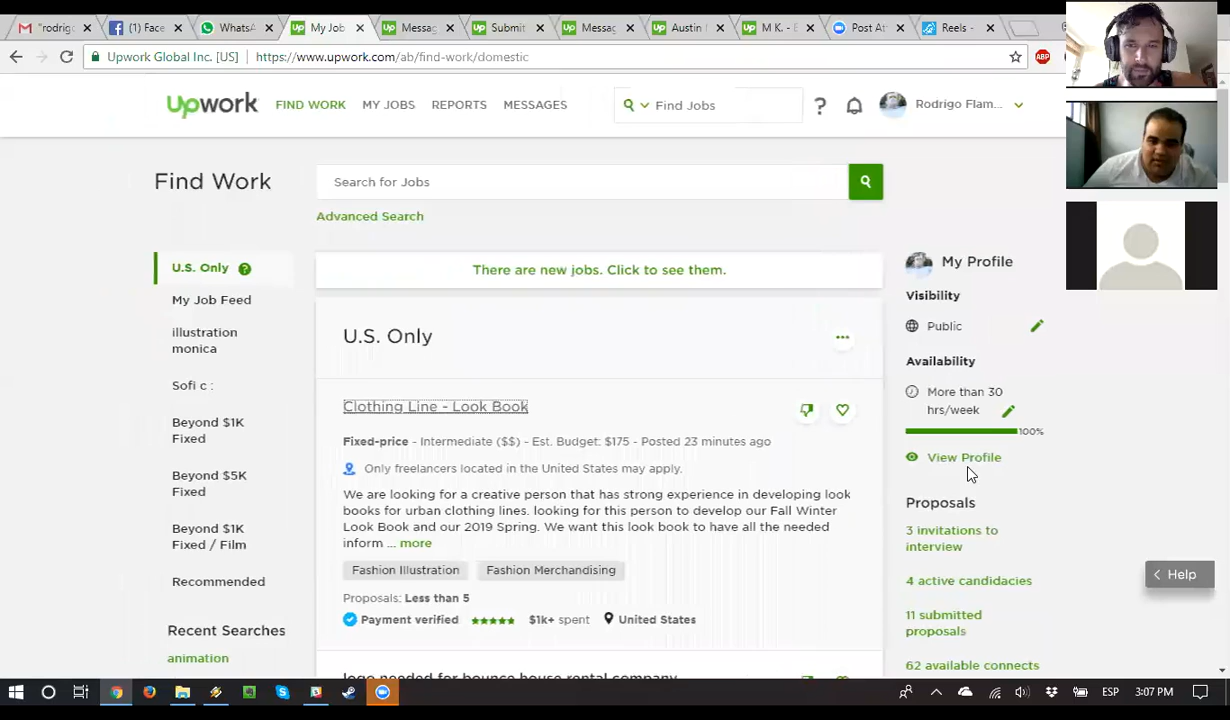 "rodrigo
(1) Face
WhatsA
My Job
Messag
Submit
Messag
Austin
M K. - E
Post At
Reels -
Upwork Global Inc. [US]
https://www.upwork.com/ab/find-work/domestic
ABP
upwork
FIND WORK
MY JOBS
REPORTS
MESSAGES
Find Jobs
?
Rodrigo Flam...
Find Work
Search for Jobs
Advanced Search
U.S. Only ?
My Job Feed
illustration
monica
Sofi c :
Beyond $1K
Fixed
Beyond $5K
Fixed
Beyond $1K
Fixed / Film
Recommended
Recent Searches
animation
There are new jobs. Click to see them.
U.S. Only
Clothing Line - Look Book
Fixed-price - Intermediate ($$) - Est. Budget: $175 - Posted 23 minutes ago
Only freelancers located in the United States may apply.
We are looking for a creative person that has strong experience in developing look
books for urban clothing lines. looking for this person to develop our Fall Winter
Look Book and our 2019 Spring. We want this look book to have all the needed
inform ... more
Fashion Illustration
Fashion Merchandising
Proposals: Less than 5
Payment verified
$1k+ spent
United States
logo needed for bounce house rental company
My Profile
Visibility
Public
Availability
More than 30
hrs/week
100%
View Profile
Proposals
3 invitations to
interview
4 active candidacies
11 submitted
proposals
62 available connects
Help
ESP
3:07 PM